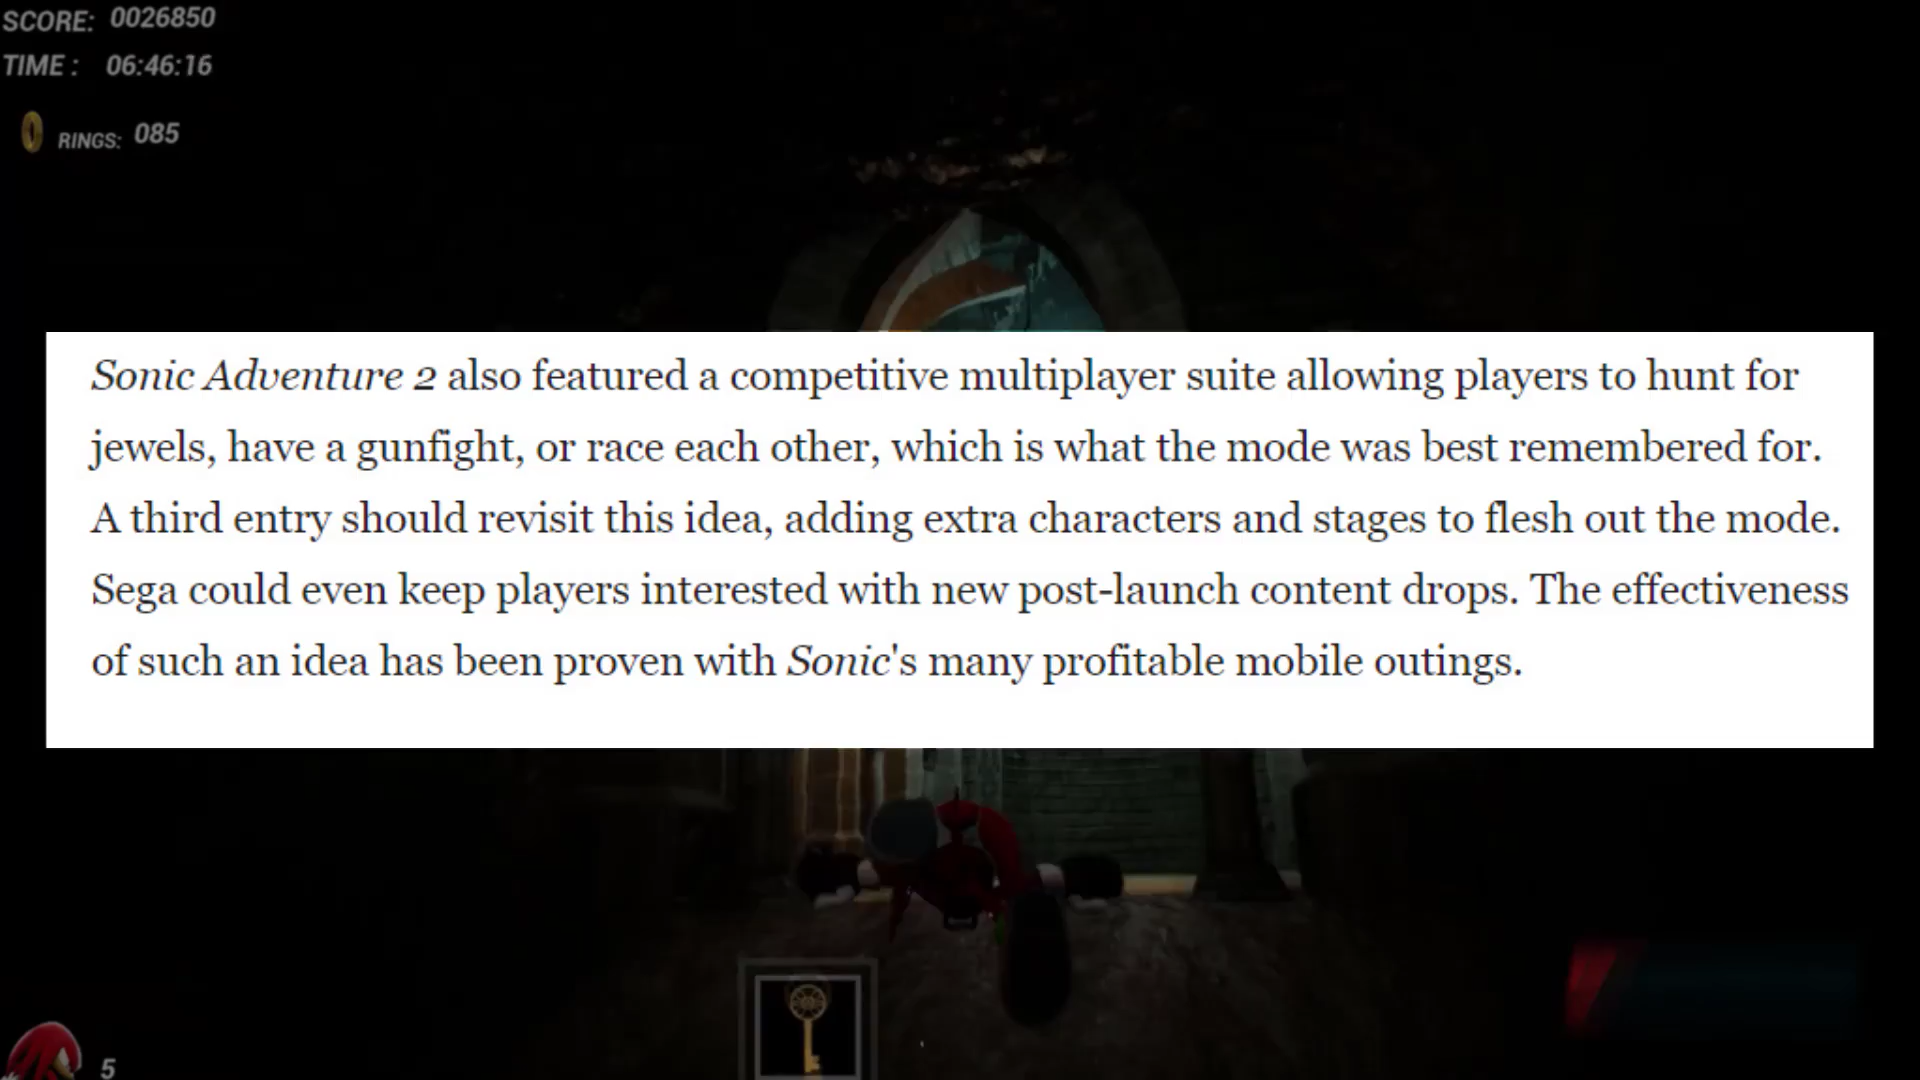 SCORE: 0026850
TIME : 06:46:16
RINGS: 085
Sonic Adventure 2 also featured a competitive multiplayer suite allowing players to hunt for
jewels, have a gunfight, or race each other, which is what the mode was best remembered for.
A third entry should revisit this idea, adding extra characters and stages to flesh out the mode.
Sega could even keep players interested with new post-launch content drops. The effectiveness
of such an idea has been proven with Sonic's many profitable mobile outings.
5